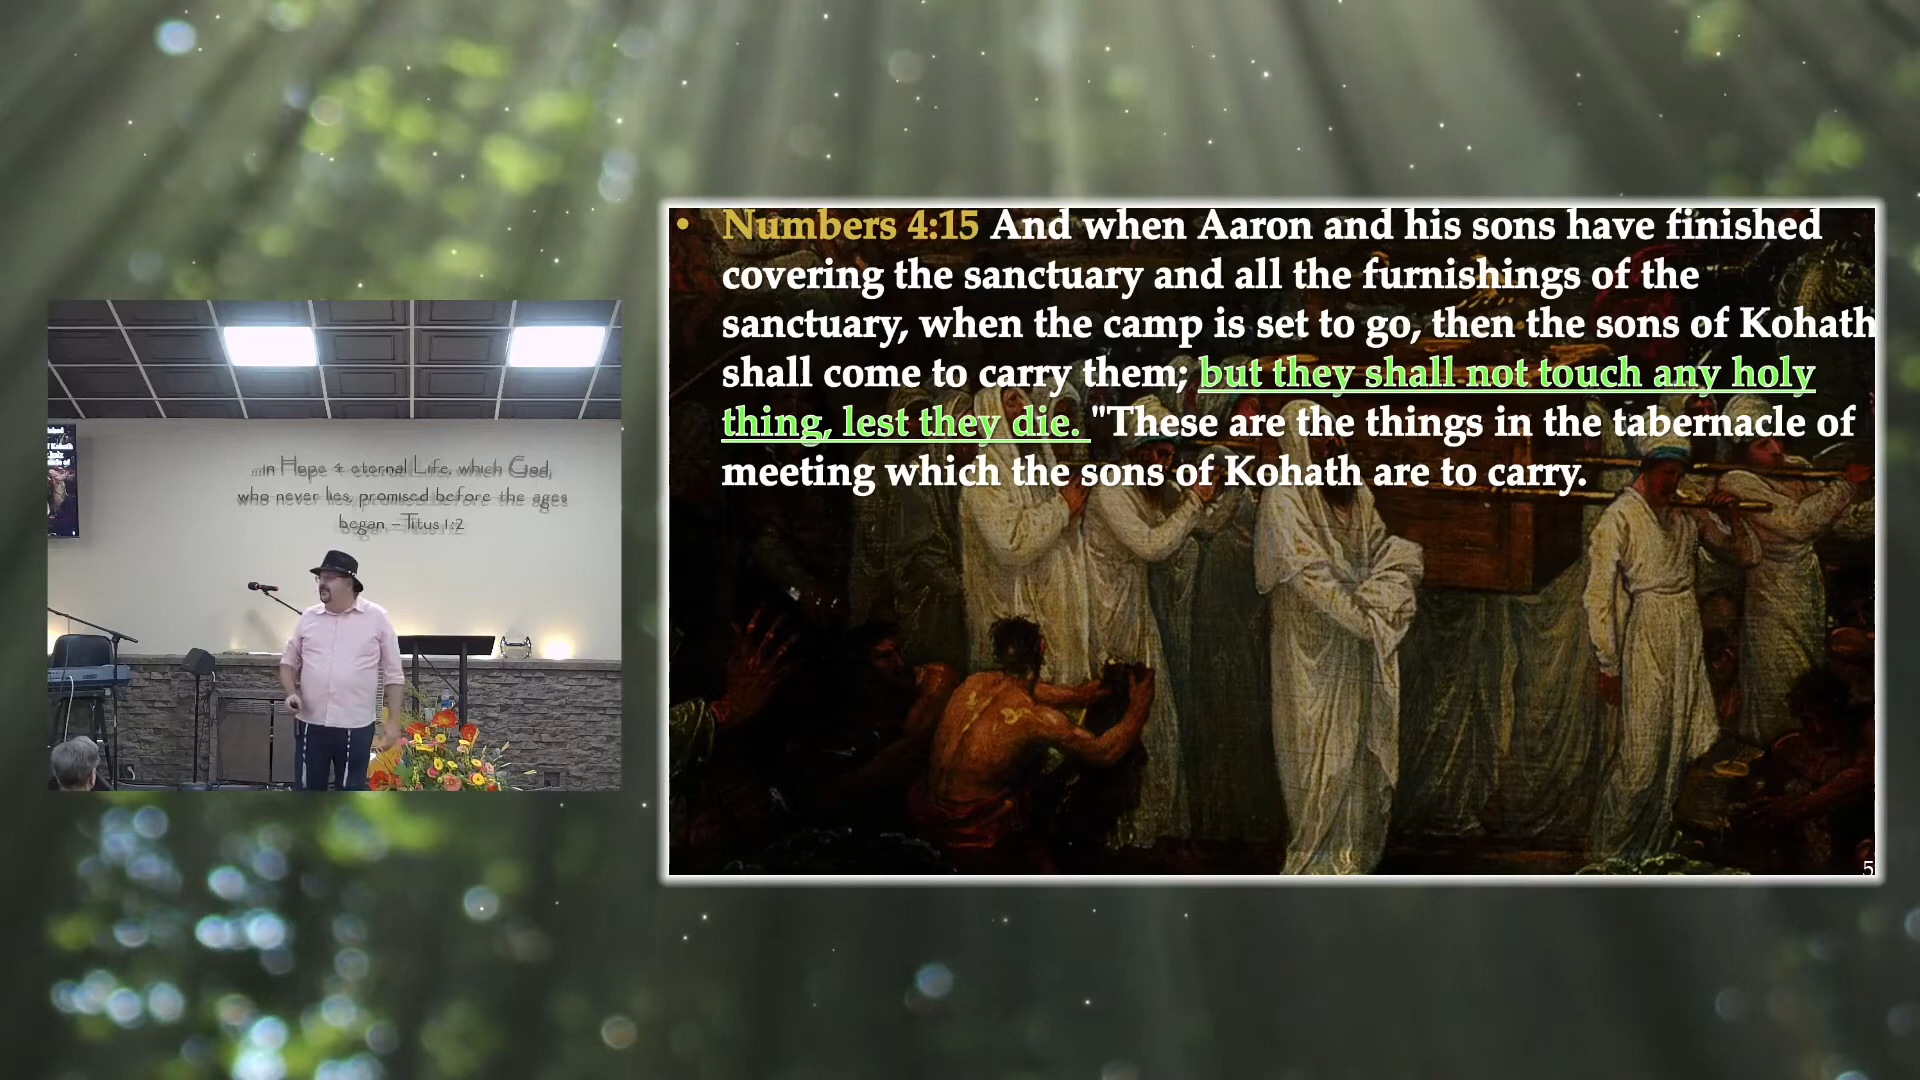 • Numbers 4:15 And when Aaron and his sons have finished
covering the sanctuary and all the furnishings of the
sanctuary, when the camp is set to go, then the sons of Kohath
shall come to carry them; but they shall not touch any holy
thing, lest they die. "These are the things in the tabernacle of
meeting which the sons of Kohath are to carry.
5
...in Hope 4 eternal Life, which God,
who never lies, promised before the ages
began – Titus 1:2